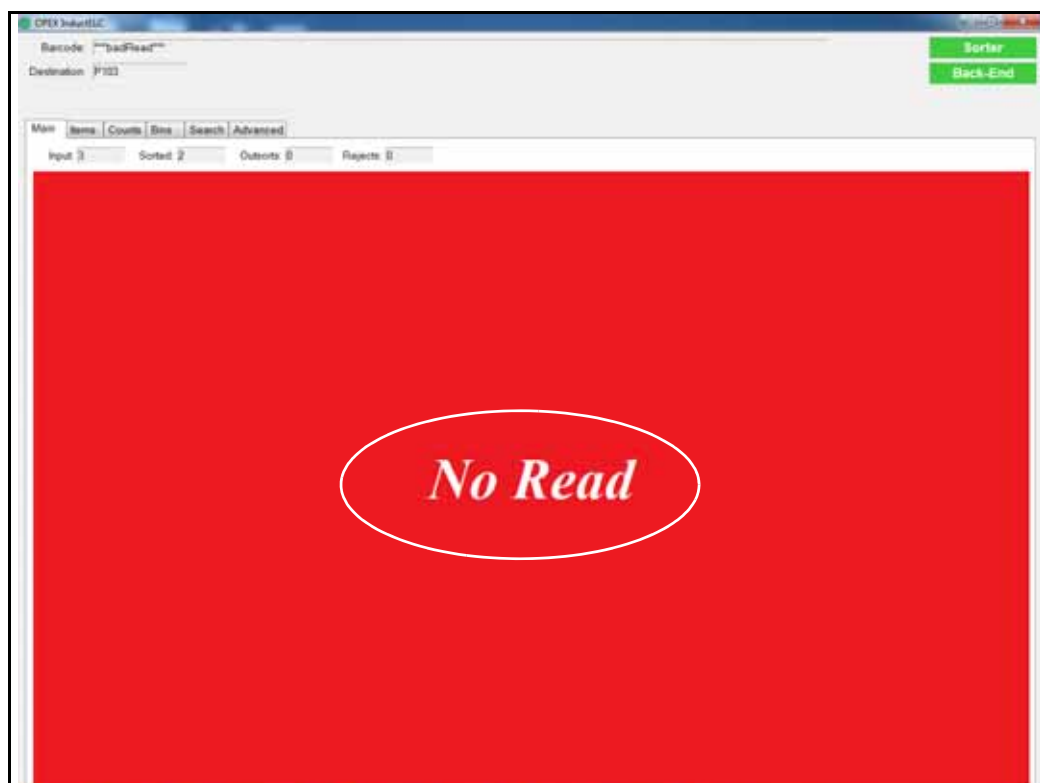 OPEX InductLC
Barcode ***badRead***
Sorter
Destination P103
Back-End
Main Items Counts Bins Search Advanced
Input 3 Sorted 2 Outsorts 0 Rejects 0
No Read